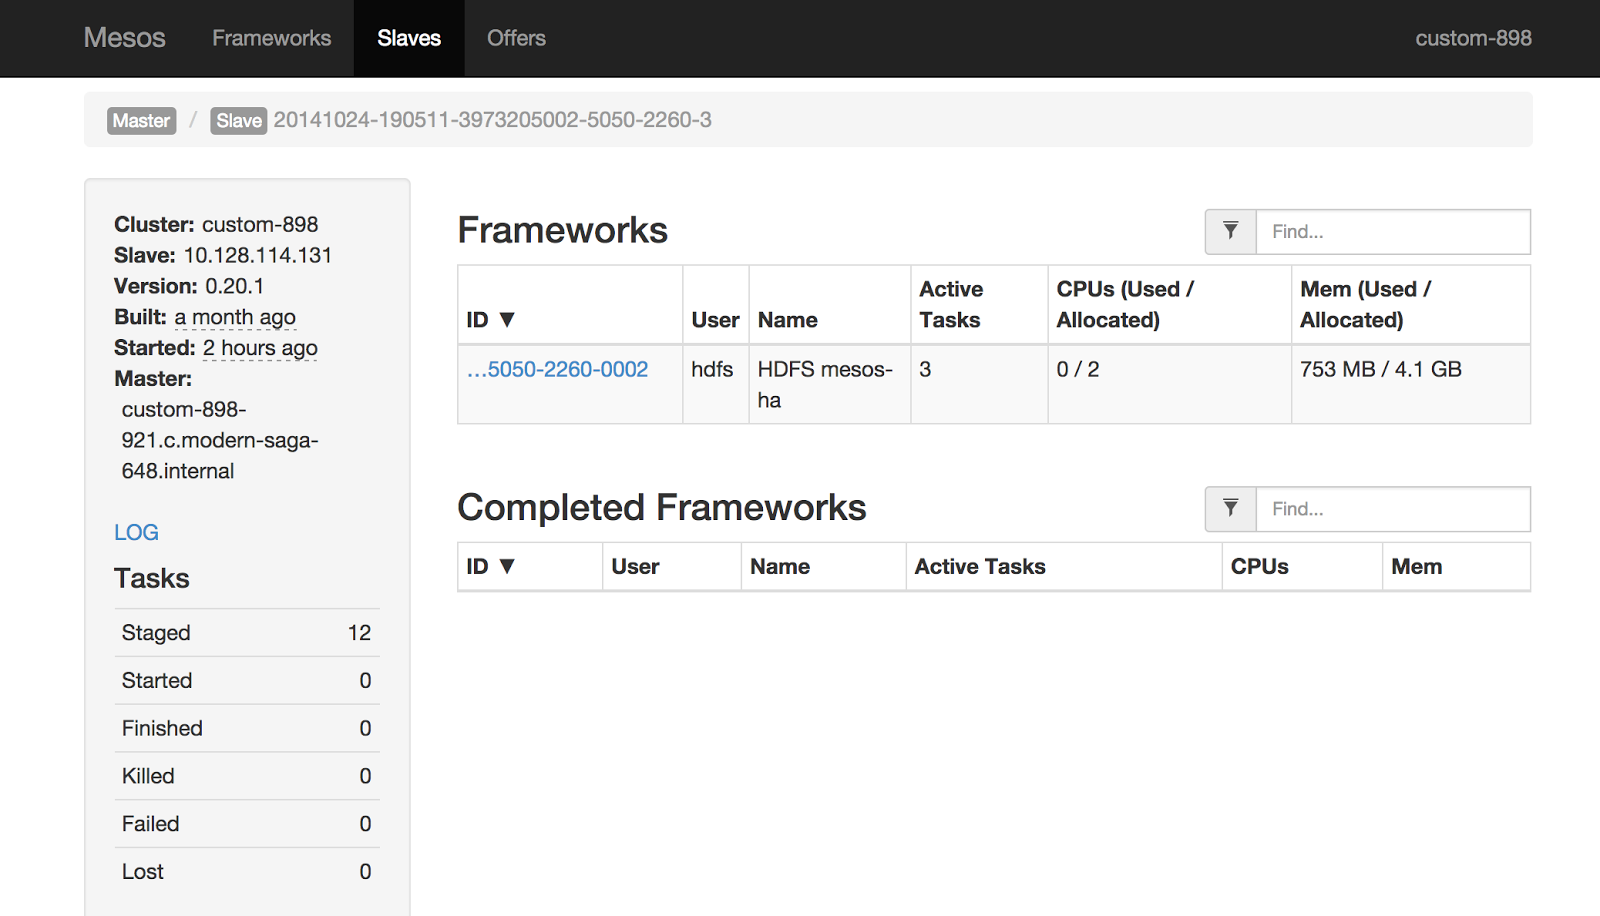 Mesos Frameworks Slaves Offers custom-898
Master / Slave 20141024-190511-3973205002-5050-2260-3
Cluster: custom-898
Slave: 10.128.114.131
Version: 0.20.1
Built: a month ago
Started: 2 hours ago
Master:
custom-898-
921.c.modern-saga-
648.internal
LOG
Tasks
Staged 12
Started 0
Finished 0
Killed 0
Failed 0
Lost 0
Frameworks
Find...
ID ▼ User Name Active Tasks CPUs (Used / Allocated) Mem (Used / Allocated)
…5050-2260-0002 hdfs HDFS mesos-ha 3 0 / 2 753 MB / 4.1 GB
Completed Frameworks
Find...
ID ▼ User Name Active Tasks CPUs Mem